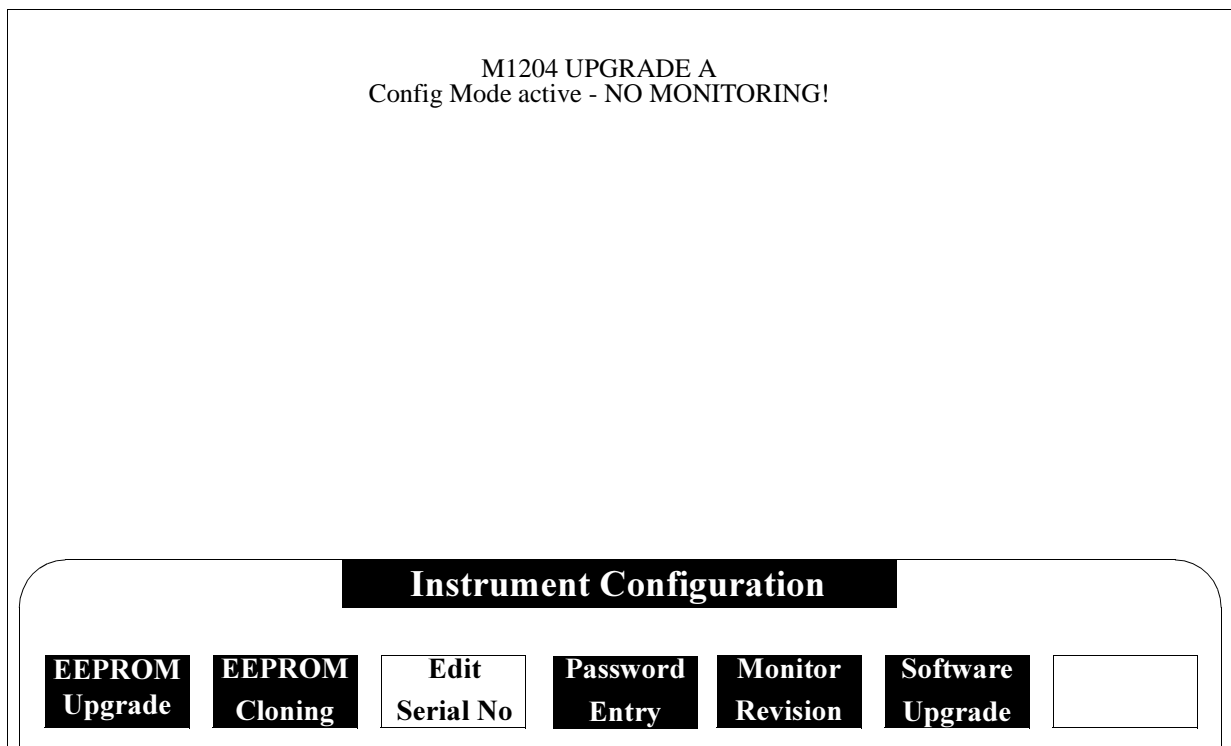 M1204 UPGRADE A
Config Mode active - NO MONITORING!
Instrument Configuration
EEPROM
Upgrade
EEPROM
Cloning
Edit
Serial No
Password
Entry
Monitor
Revision
Software
Upgrade